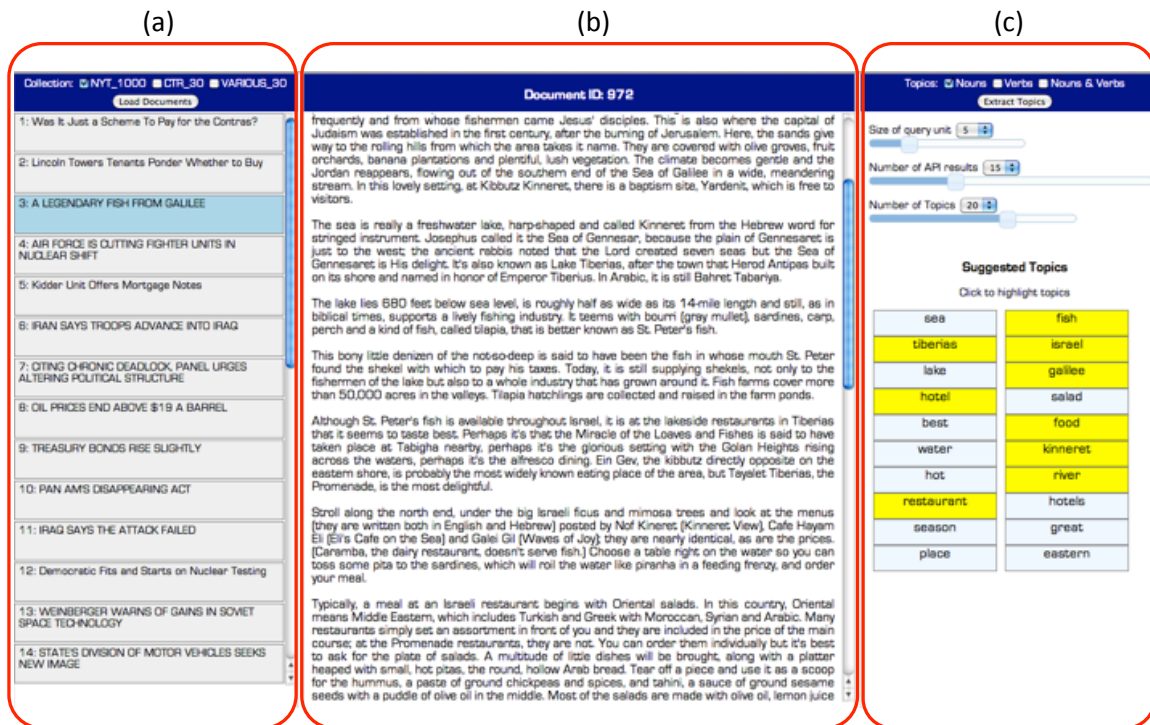 (a)
(b)
(c)
Collection: NYT_1000 CTR_30 VARIOUS_30
Load Documents
1: Was It Just a Scheme To Pay for the Contras?
2: Lincoln Towers Tenants Ponder Whether to Buy
3: A LEGENDARY FISH FROM GALILEE
4: AIR FORCE IS CUTTING FIGHTER UNITS IN
NUCLEAR SHIFT
5: Kidder Unit Offers Mortgage Notes
6: IRAN SAYS TROOPS ADVANCE INTO IRAQ
7: CITING CHRONIC DEADLOCK, PANEL URGES
ALTERING POLITICAL STRUCTURE
8: OIL PRICES END ABOVE $19 A BARREL
9: TREASURY BONDS RISE SLIGHTLY
10: PAN AM'S DISAPPEARING ACT
11: IRAQ SAYS THE ATTACK FAILED
12: Democratic Fits and Starts on Nuclear Testing
13: WEINBERGER WARNS OF GAINS IN SOVIET
SPACE TECHNOLOGY
14: STATE'S DIVISION OF MOTOR VEHICLES SEEKS
NEW IMAGE
Document ID: 972
frequently and from whose fishermen came Jesus' disciples. This is also where the capital of
Judaism was established in the first century, after the burning of Jerusalem. Here, the sands give
way to the rolling hills from which the area takes it name. They are covered with olive groves, fruit
orchards, banana plantations and plentiful, lush vegetation. The climate becomes gentle and the
Jordan reappears, flowing out of the southern end of the Sea of Galilee in a wide, meandering
stream. In this lovely setting, at Kibbutz Kinneret, there is a baptism site, Yardenit, which is free to
visitors.
The sea is really a freshwater lake, harp-shaped and called Kinneret from the Hebrew word for
stringed instrument. Josephus called it the Sea of Gennesar, because the plain of Gennesaret is
just to the west; the ancient rabbis noted that the Lord created seven seas but the Sea of
Gennesaret is His delight. It's also known as Lake Tiberias, after the town that Herod Antipas built
on its shore and named in honor of Emperor Tiberius. In Arabic, it is still Bahret Tabariya.
The lake lies 680 feet below sea level, is roughly half as wide as its 14-mile length and still, as in
biblical times, supports a lively fishing industry. It teems with bourri (gray mullet), sardines, carp,
perch and a kind of fish, called tilapia, that is better known as St. Peter's fish.
This bony little denizen of the not-so-deep is said to have been the fish in whose mouth St. Peter
found the shekel with which to pay his taxes. Today, it is still supplying shekels, not only to the
fishermen of the lake but also to a whole industry that has grown around it. Fish farms cover more
than 50,000 acres in the valleys. Tilapia hatchlings are collected and raised in the farm ponds.
Although St. Peter's fish is available throughout Israel, it is at the lakeside restaurants in Tiberias
that it seems to taste best. Perhaps it's that the Miracle of the Loaves and Fishes is said to have
taken place at Tabigha nearby, perhaps it's the glorious setting with the Golan Heights rising
across the waters, perhaps it's the alfresco dining. Ein Gev, the kibbutz directly opposite on the
eastern shore, is probably the most widely known eating place of the area, but Tayalet Tiberias, the
Promenade, is the most delightful.
Stroll along the north end, under the big Israeli ficus and mimosa trees and look at the menus
(they are written both in English and Hebrew) posted by Nof Kineret (Kinneret View), Cafe Hayam
Eli (Eli's Cafe on the Sea) and Galei Gil (Waves of Joy); they are nearly identical, as are the prices.
(Caramba, the dairy restaurant, doesn't serve fish.) Choose a table right on the water so you can
toss some pita to the sardines, which will roil the water like piranha in a feeding frenzy, and order
your meal.
Typically, a meal at an Israeli restaurant begins with Oriental salads. In this country, Oriental
means Middle Eastern, which includes Turkish and Greek with Moroccan, Syrian and Arabic. Many
restaurants simply set an assortment in front of you and they are included in the price of the main
course; at the Promenade restaurants, they are not. You can order them individually but it's best
to ask for the plate of salads. A multitude of little dishes will be brought, along with a platter
heaped with small, hot pitas, the round, hollow Arab bread. Tear off a piece and use it as a scoop
for the hummus, a paste of ground chickpeas and spices, and tahini, a sauce of ground sesame
seeds with a puddle of olive oil in the middle. Most of the salads are made with olive oil, lemon juice
Topics: Nouns Verbs Nouns & Verbs
Extract Topics
Size of query unit 5
Number of API results 15
Number of Topics 20
Suggested Topics
Click to highlight topics
sea fish
tiberias israel
lake galilee
hotel salad
best food
water kinneret
hot river
restaurant hotels
season great
place eastern